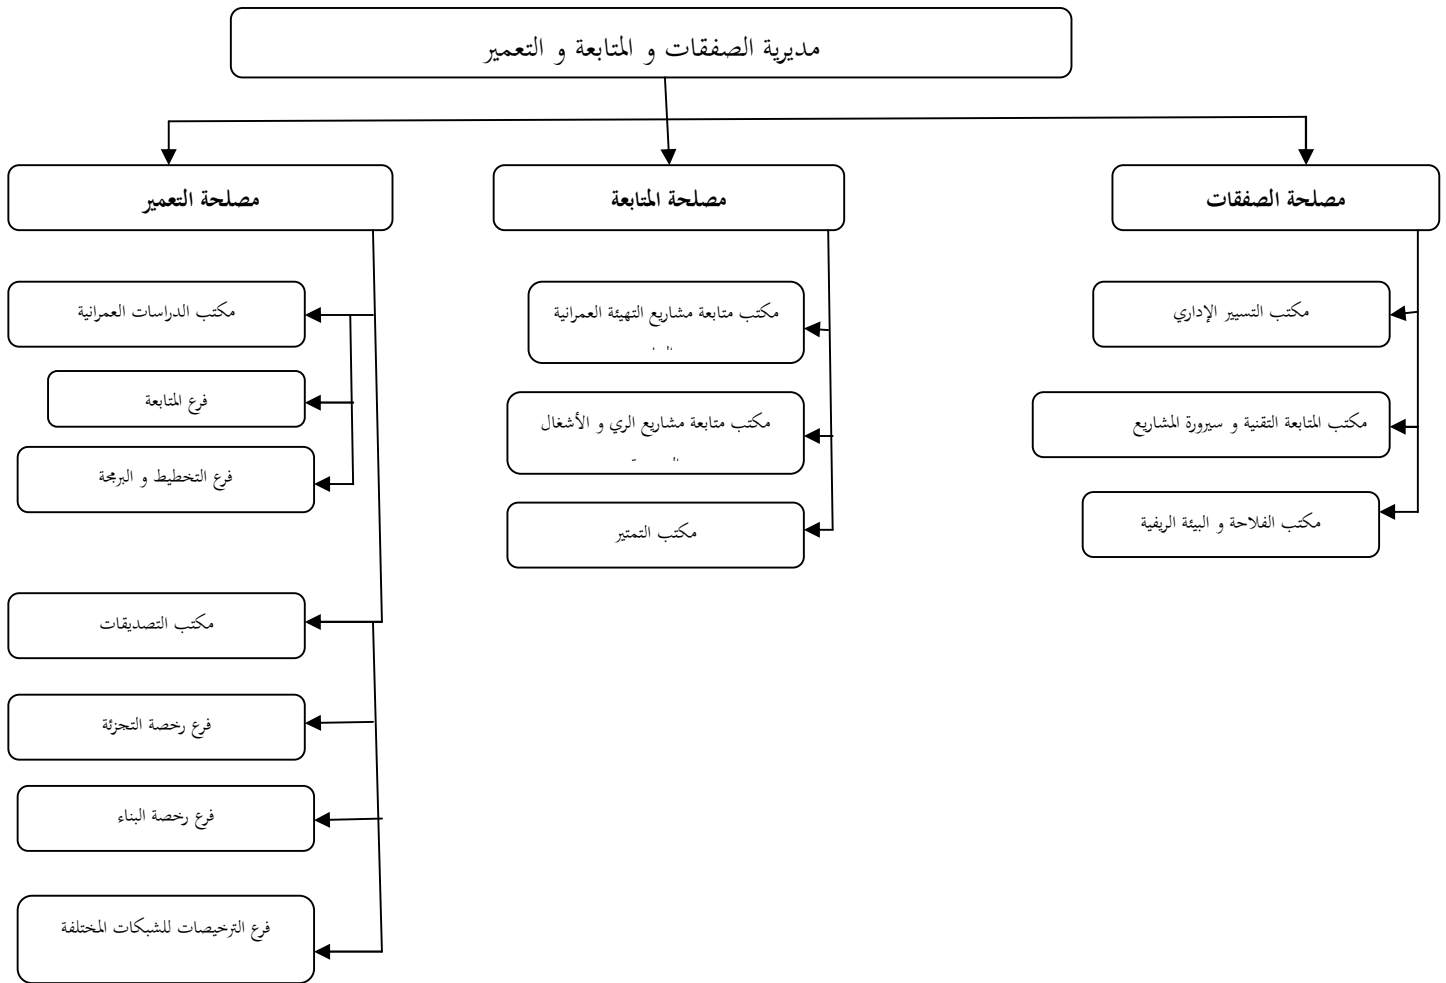 مديرية الصفقات و المتابعة و التعمير
مصلحة الصفقات
مصلحة المتابعة
مصلحة التعمير
مكتب التسيير الإداري
مكتب المتابعة التقنية و سيرورة المشاريع
مكتب الفلاحة و البيئة الريفية
مكتب متابعة مشاريع التهيئة العمرانية
مكتب متابعة مشاريع الري و الأشغال
مكتب التمتير
مكتب الدراسات العمرانية
فرع المتابعة
فرع التخطيط و البرمجة
مكتب التصديقات
فرع رخصة التجزئة
فرع رخصة البناء
فرع الترخيصات للشبكات المختلفة